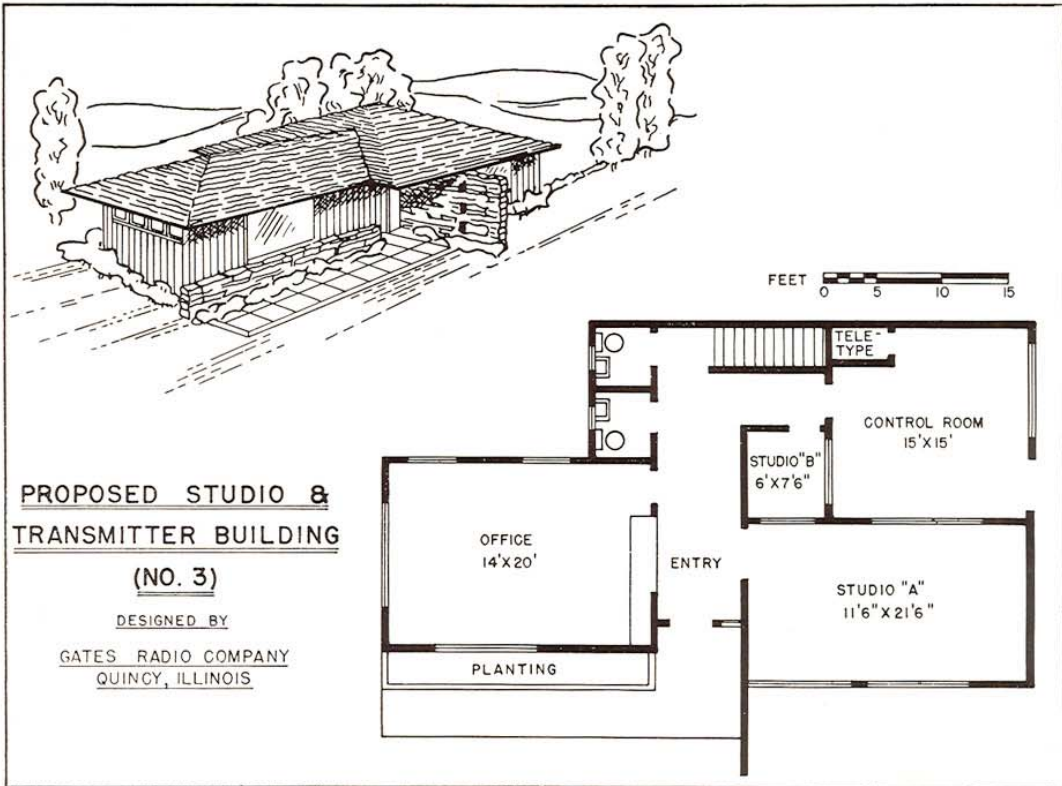 FEET 0 5 10 15
TELE-
TYPE
CONTROL ROOM
15'X15'
STUDIO"B"
6'X7'6"
PROPOSED STUDIO &
TRANSMITTER BUILDING
(NO. 3)
DESIGNED BY
GATES RADIO COMPANY
QUINCY, ILLINOIS
OFFICE
14'X20'
ENTRY
STUDIO "A"
11'6" X 21'6"
PLANTING